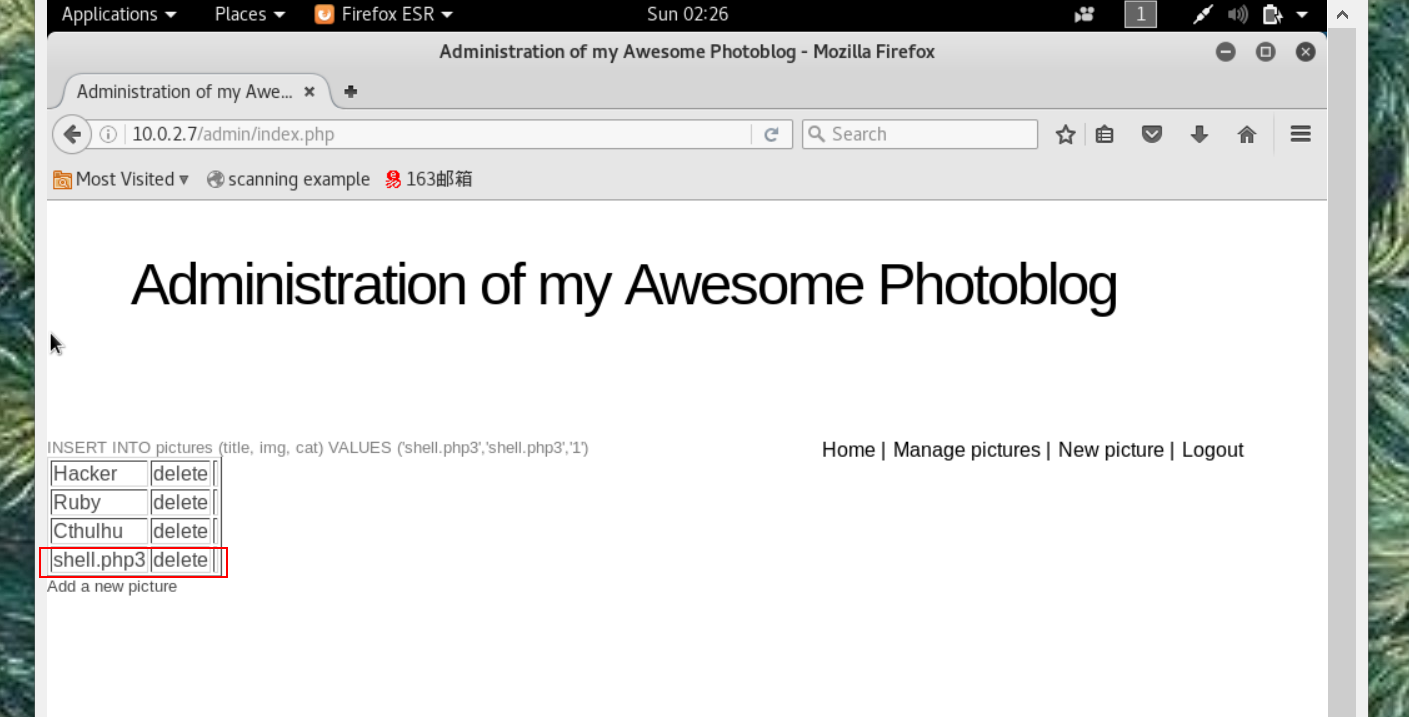 Applications Places Firefox ESR Sun 02:26 1
Administration of my Awesome Photoblog - Mozilla Firefox
Administration of my Awe...
10.0.2.7/admin/index.php Search
Most Visited scanning example 163邮箱
Administration of my Awesome Photoblog
INSERT INTO pictures (title, img, cat) VALUES ('shell.php3','shell.php3','1')
Home | Manage pictures | New picture | Logout
Hacker delete
Ruby delete
Cthulhu delete
shell.php3 delete
Add a new picture